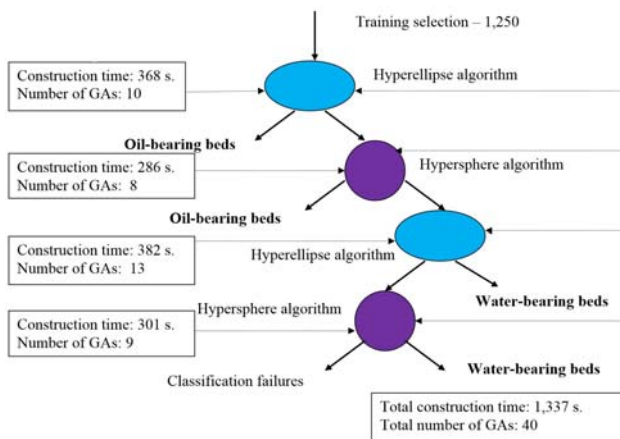 Training selection – 1,250
Construction time: 368 s.
Number of GAs: 10
Hyperellipse algorithm
Oil-bearing beds
Construction time: 286 s.
Number of GAs:  8
Hypersphere algorithm
Oil-bearing beds
Construction time: 382 s.
Number of GAs:  13
Hyperellipse algorithm
Water-bearing beds
Hypersphere algorithm
Construction time: 301 s.
Number of GAs: 9
Water-bearing beds
Classification failures
Total construction time: 1,337 s.
Total number of GAs: 40